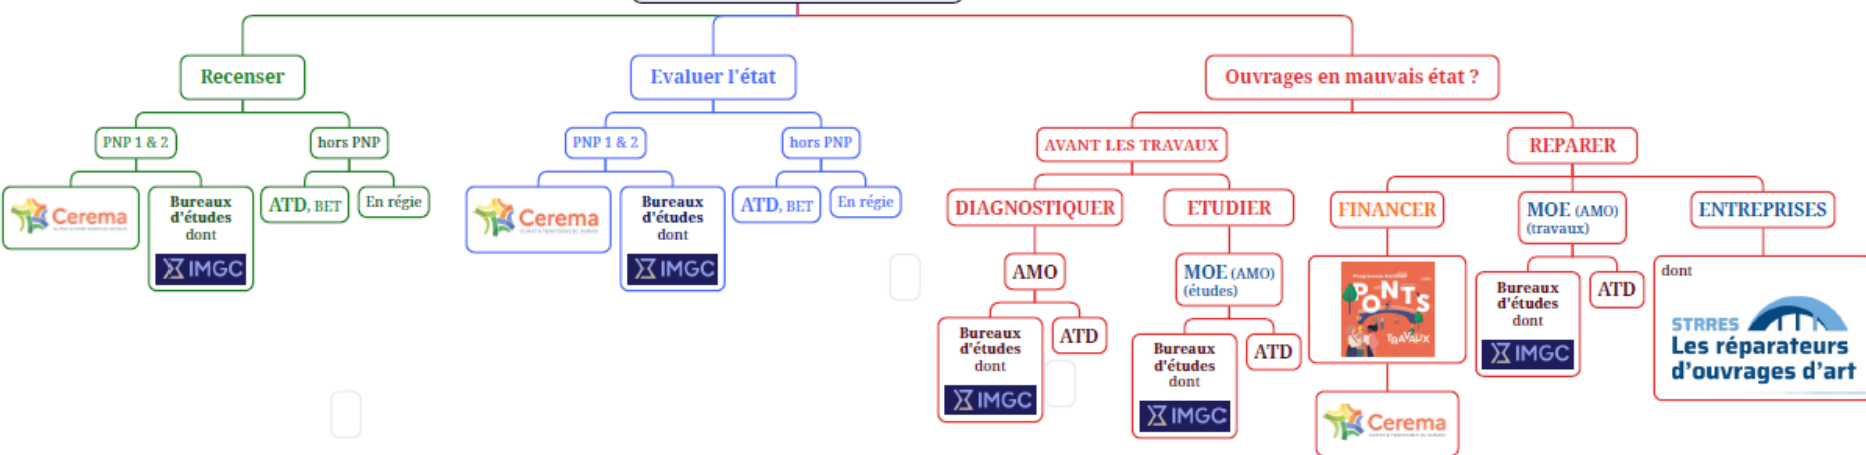 Recenser
Evaluer l'état
Ouvrages en mauvais état ?
PNP 1 & 2
hors PNP
PNP 1 & 2
hors PNP
AVANT LES TRAVAUX
REPARER
Cerema
Bureaux
d'études
dont
IMGC
ATD, BET
En régie
Cerema
Bureaux
d'études
dont
IMGC
ATD, BET
En régie
DIAGNOSTIQUER
ETUDIER
FINANCER
MOE (AMO)
(travaux)
ENTREPRISES
AMO
MOE (AMO)
(études)
PONTS
TRAVAUX
Bureaux
d'études
dont
IMGC
ATD
dont
STRRES
Les réparateurs
d'ouvrages d'art
Bureaux
d'études
dont
IMGC
ATD
Bureaux
d'études
dont
IMGC
ATD
Cerema